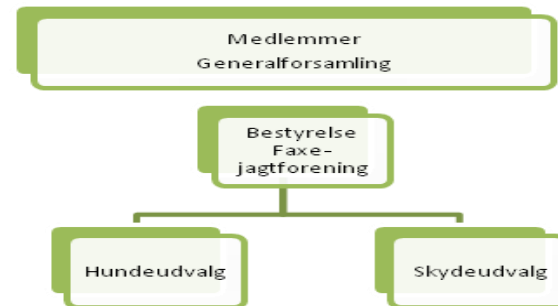 Medlemmer
Generalforsamling
Bestyrelse
Faxe-
jagtforening
Hundeudvalg
Skydeudvalg